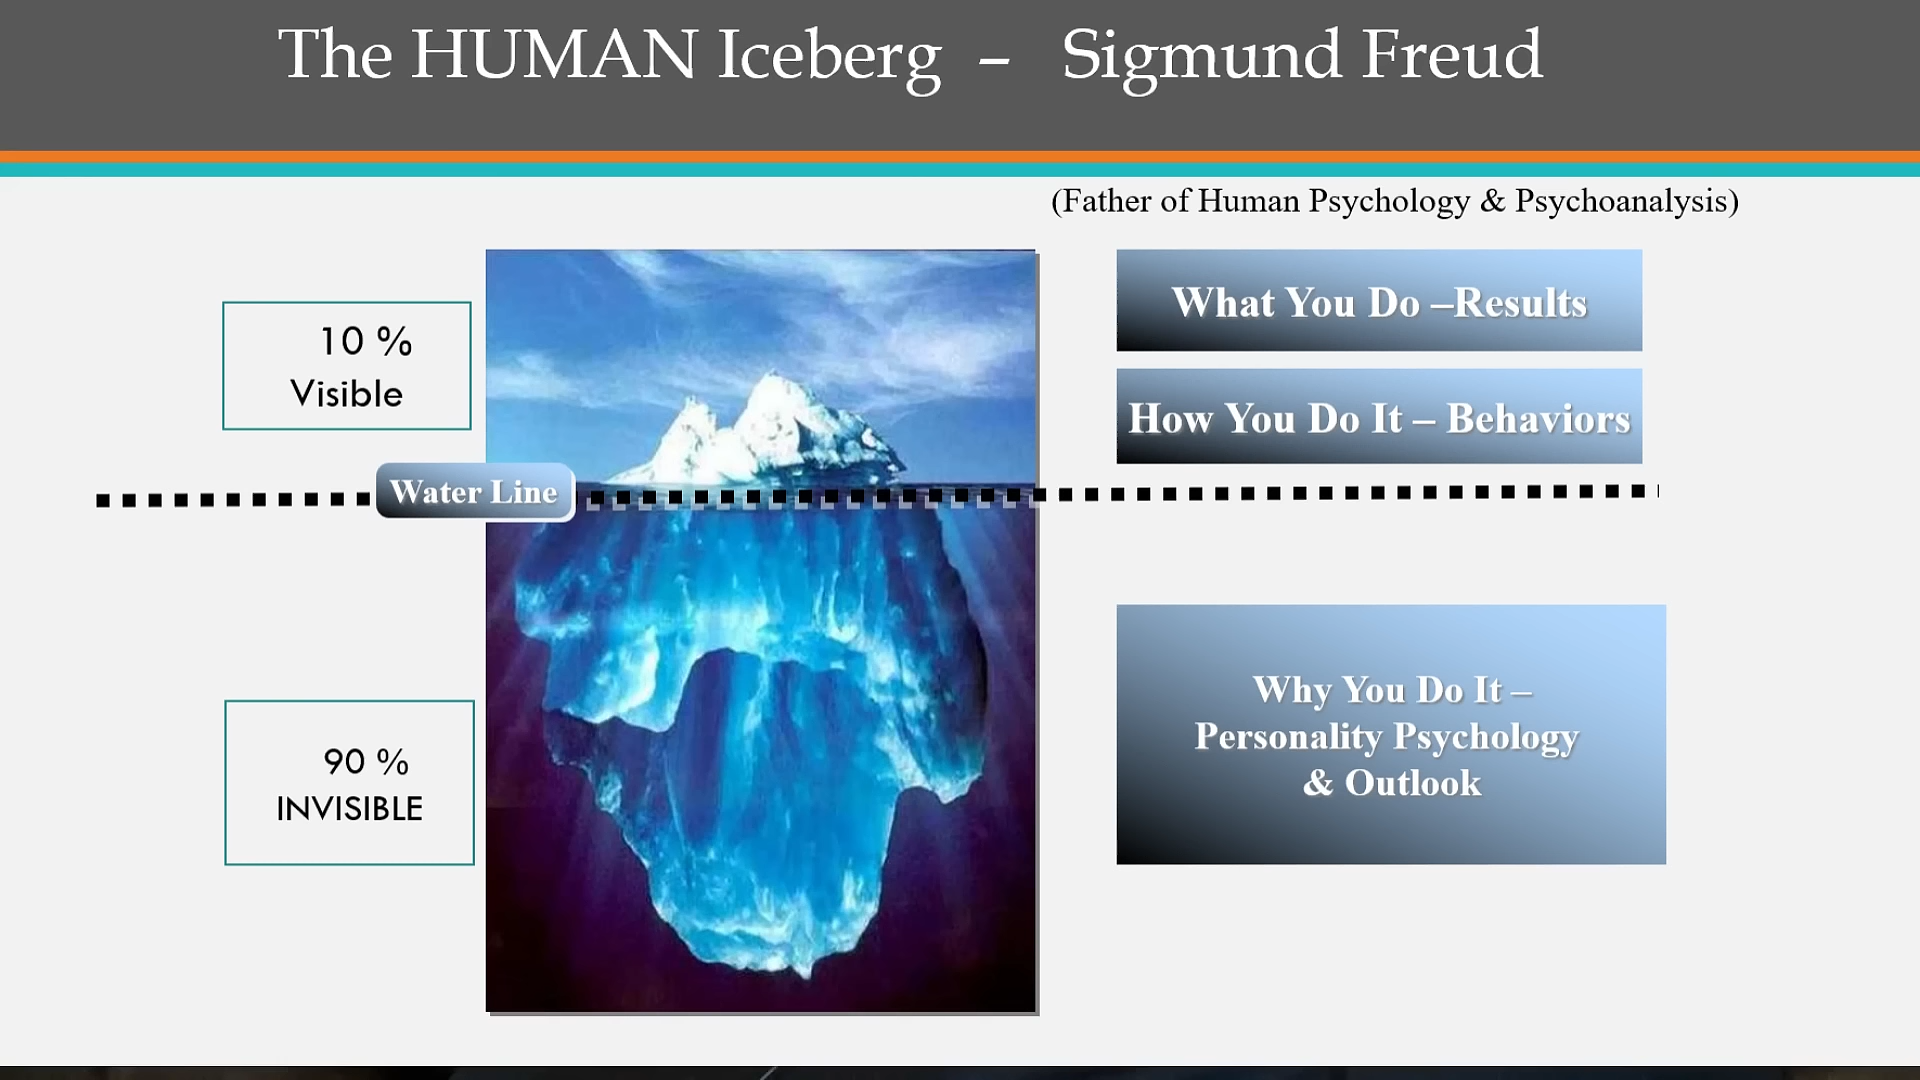 The HUMAN Iceberg – Sigmund Freud
(Father of Human Psychology & Psychoanalysis)
10 %
Visible
What You Do –Results
How You Do It – Behaviors
Water Line
90 %
INVISIBLE
Why You Do It –
Personality Psychology
& Outlook